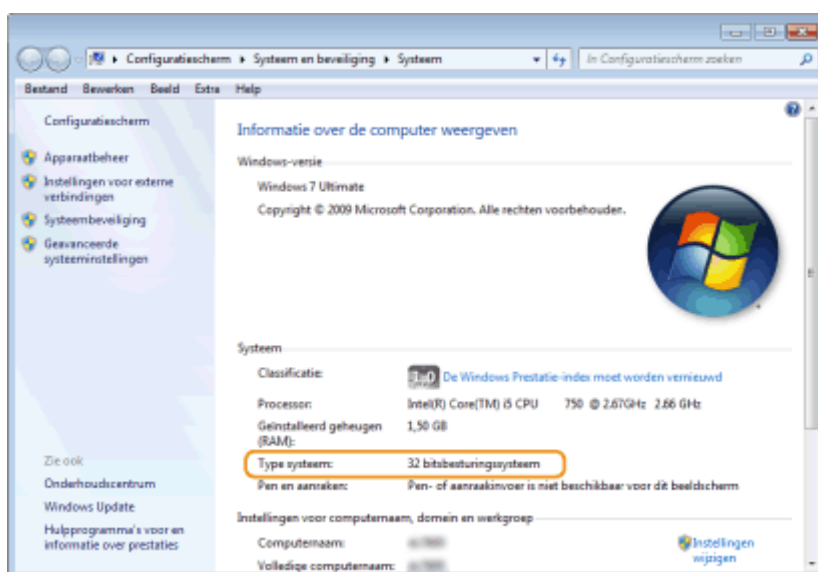 Configuratiescherm ▸ Systeem en beveiliging ▸ Systeem
In Configuratiescherm zoeken
Bestand Bewerken Beeld Extra Help
Configuratiescherm
Apparaatbeheer
Instellingen voor externe
verbindingen
Systeembeveiliging
Geavanceerde
systeeminstellingen
Zie ook
Onderhoudscentrum
Windows Update
Hulpprogramma's voor en
informatie over prestaties
Informatie over de computer weergeven
Windows-versie
Windows 7 Ultimate
Copyright © 2009 Microsoft Corporation. Alle rechten voorbehouden.
Systeem
Classificatie: De Windows Prestatie-index moet worden vernieuwd
Processor: Intel(R) Core(TM) i5 CPU 750 @ 2.67GHz 2.66 GHz
Geïnstalleerd geheugen 1,50 GB
(RAM):
Type systeem: 32 bitsbesturingssysteem
Pen en aanraken: Pen- of aanraakinvoer is niet beschikbaar voor dit beeldscherm
Instellingen voor computernaam, domein en werkgroep
Computernaam: Instellingen
wijzigen
Volledige computernaam: